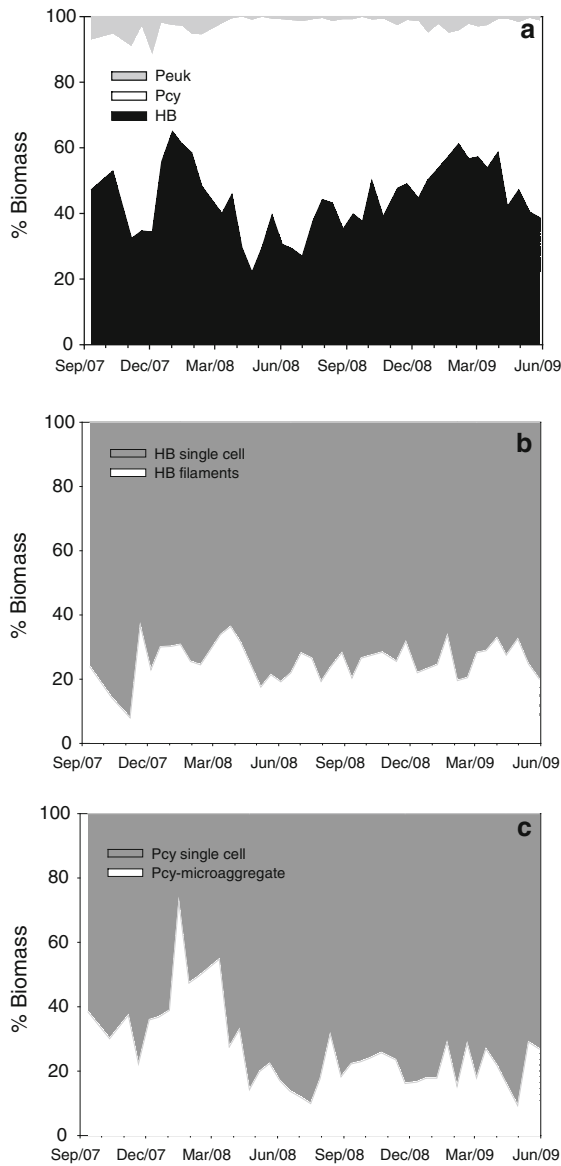 100
80
60
40
20
0
% Biomass
a
Peuk
Pcy
HB
Sep/07 Dec/07 Mar/08 Jun/08 Sep/08 Dec/08 Mar/09 Jun/09
100
80
60
40
20
0
% Biomass
b
HB single cell
HB filaments
Sep/07 Dec/07 Mar/08 Jun/08 Sep/08 Dec/08 Mar/09 Jun/09
100
80
60
40
20
0
% Biomass
c
Pcy single cell
Pcy-microaggregate
Sep/07 Dec/07 Mar/08 Jun/08 Sep/08 Dec/08 Mar/09 Jun/09